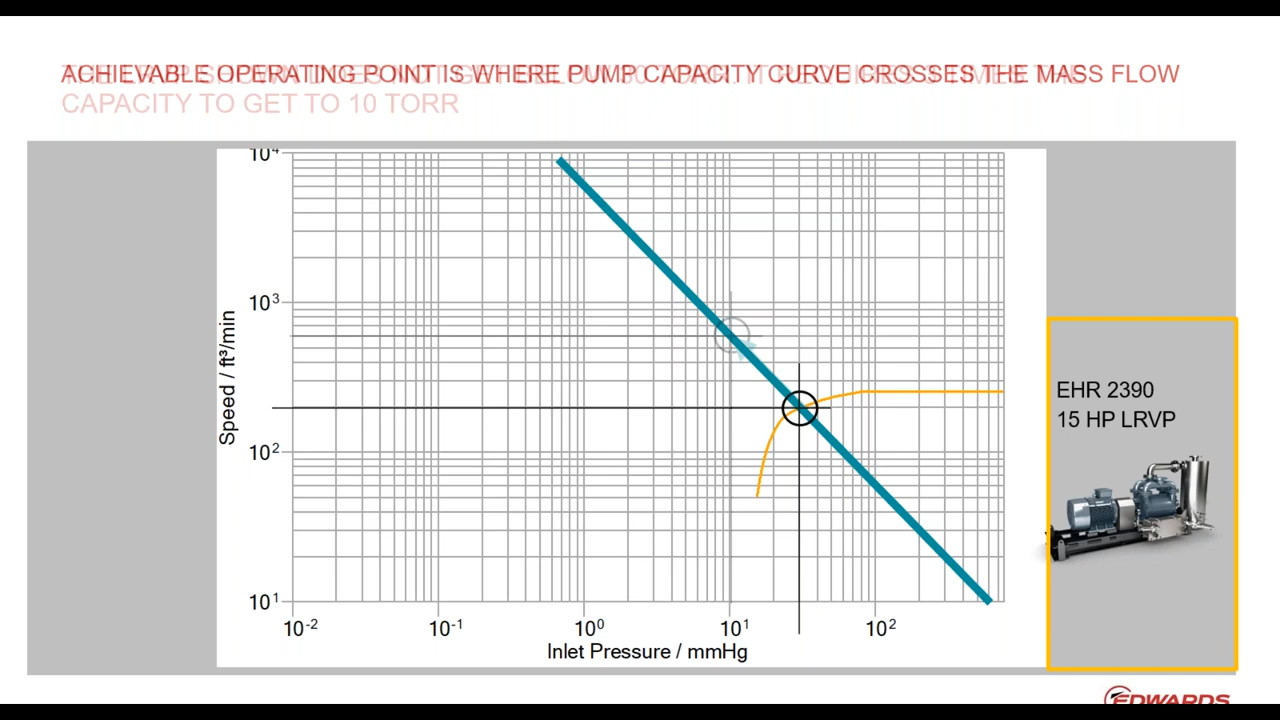 ACHIEVABLE OPERATING POINT IS WHERE PUMP CAPACITY CURVE CROSSES THE MASS FLOW
CAPACITY TO GET TO 10 TORR
10⁴
10³
10²
10¹
Speed / ft³/min
10⁻²
10⁻¹
10⁰
10¹
10²
Inlet Pressure / mmHg
EHR 2390
15 HP LRVP
EDWARDS